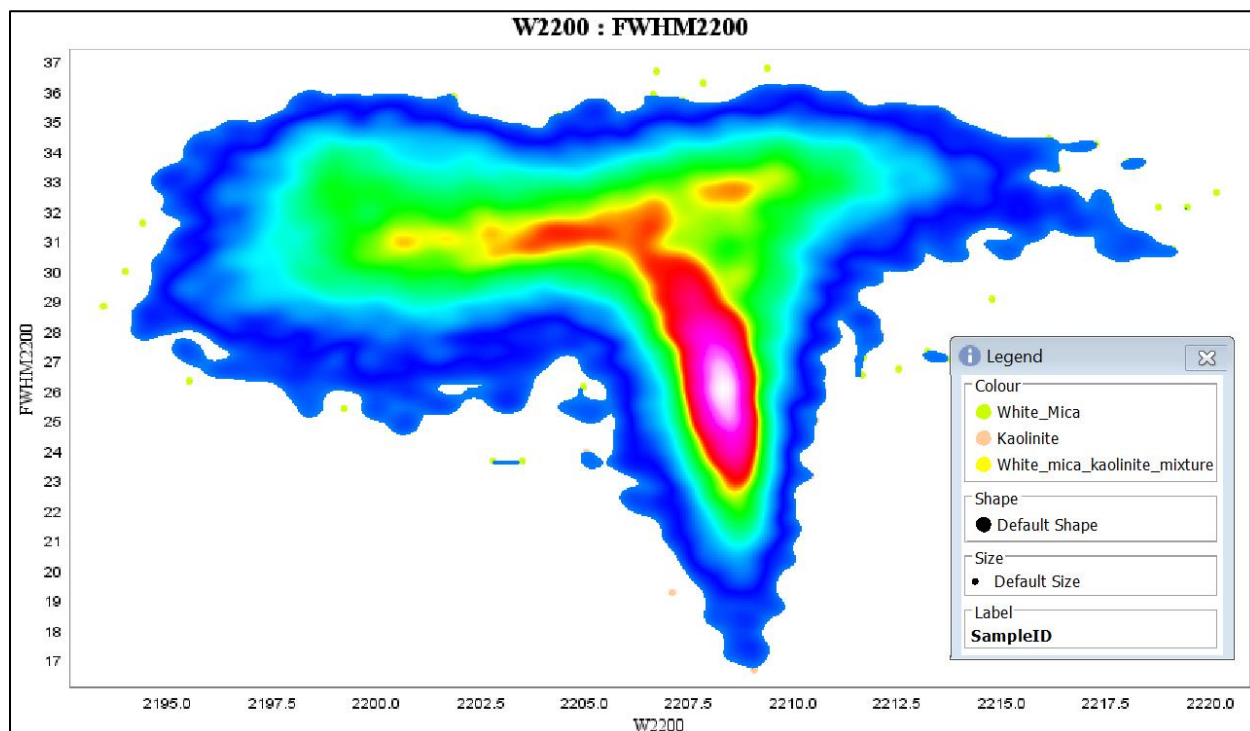 W2200 : FWHM2200
37
36
35
34
33
32
31
30
29
28
27
26
25
24
23
22
21
20
19
18
17
FWHM2200
2195.0 2197.5 2200.0 2202.5 2205.0 2207.5 2210.0 2212.5 2215.0 2217.5 2220.0
W2200
Legend
Colour
White_Mica
Kaolinite
White_mica_kaolinite_mixture
Shape
Default Shape
Size
Default Size
Label
SampleID